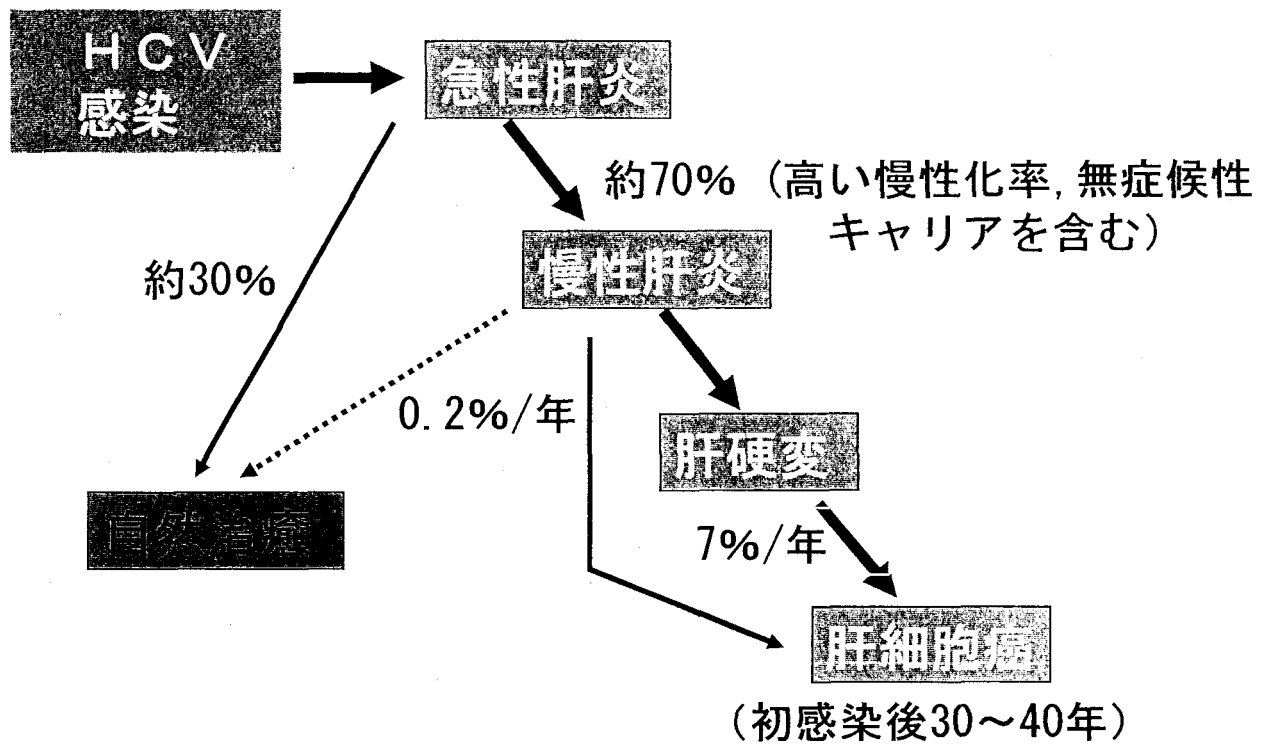 HCV
感染
急性肝炎
約70% (高い慢性化率, 無症候性
キャリアを含む)
慢性肝炎
約30%
0.2%/年
肝硬変
自然治癒
7%/年
肝細胞癌
(初感染後30～40年)